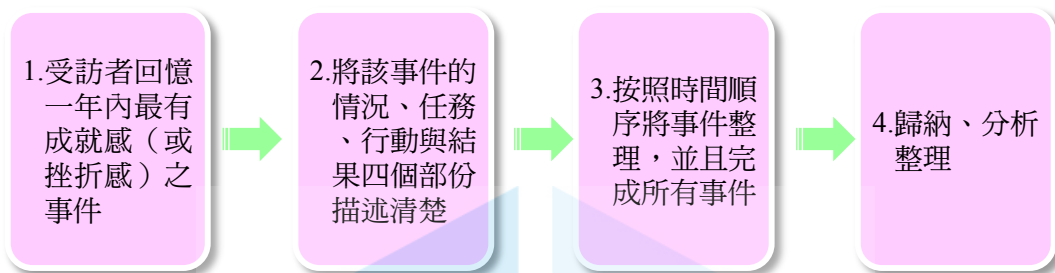 1.受訪者回憶
一年內最有
成就感（或
挫折感）之
事件
2.將該事件的
情況、任務
、行動與結
果四個部份
描述清楚
3.按照時間順
序將事件整
理，並且完
成所有事件
4.歸納、分析
整理